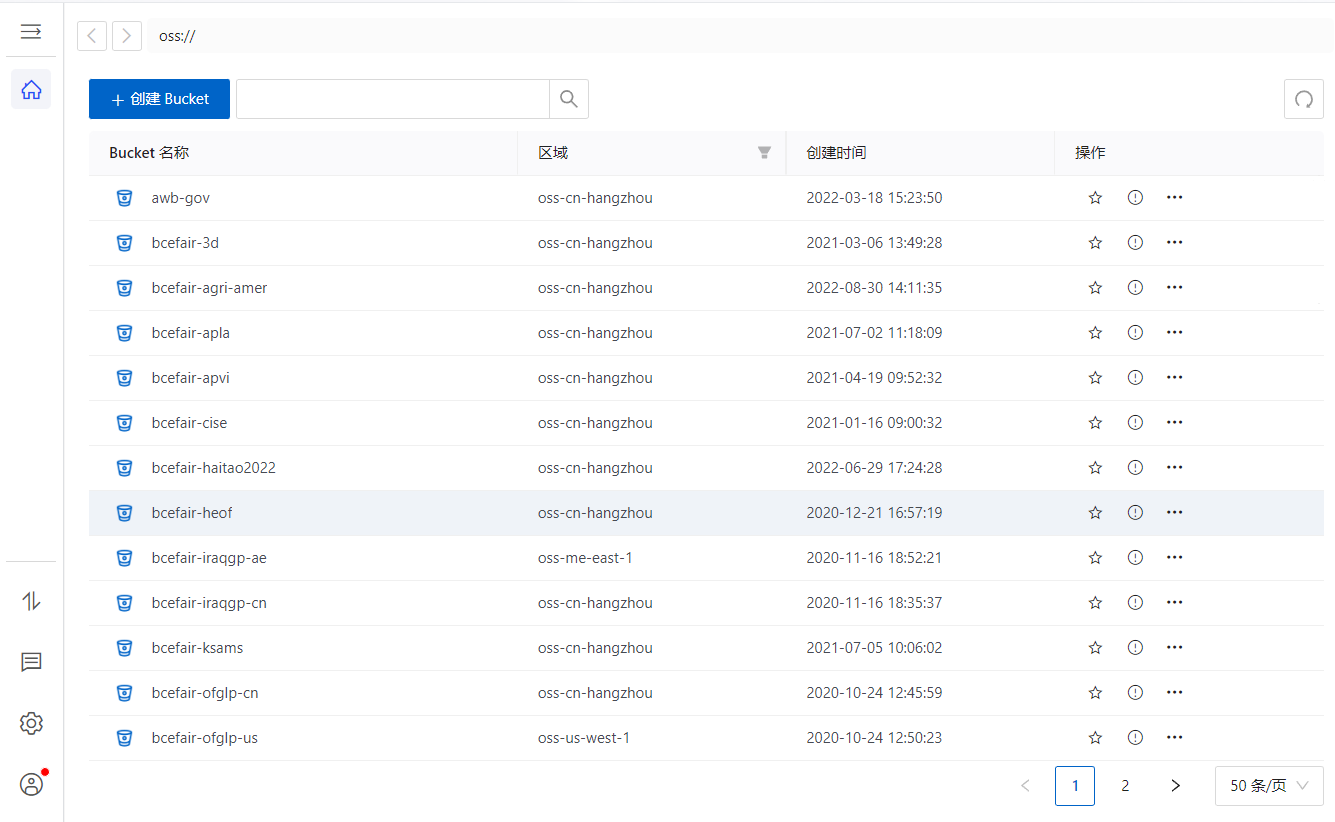 oss://
创建 Bucket
Bucket 名称 区域 创建时间 操作
awb-gov oss-cn-hangzhou 2022-03-18 15:23:50
bcefair-3d oss-cn-hangzhou 2021-03-06 13:49:28
bcefair-agri-amer oss-cn-hangzhou 2022-08-30 14:11:35
bcefair-apla oss-cn-hangzhou 2021-07-02 11:18:09
bcefair-apvi oss-cn-hangzhou 2021-04-19 09:52:32
bcefair-cise oss-cn-hangzhou 2021-01-16 09:00:32
bcefair-haitao2022 oss-cn-hangzhou 2022-06-29 17:24:28
bcefair-heof oss-cn-hangzhou 2020-12-21 16:57:19
bcefair-iraqgp-ae oss-me-east-1 2020-11-16 18:52:21
bcefair-iraqgp-cn oss-cn-hangzhou 2020-11-16 18:35:37
bcefair-ksams oss-cn-hangzhou 2021-07-05 10:06:02
bcefair-ofglp-cn oss-cn-hangzhou 2020-10-24 12:45:59
bcefair-ofglp-us oss-us-west-1 2020-10-24 12:50:23
1 2 50 条/页